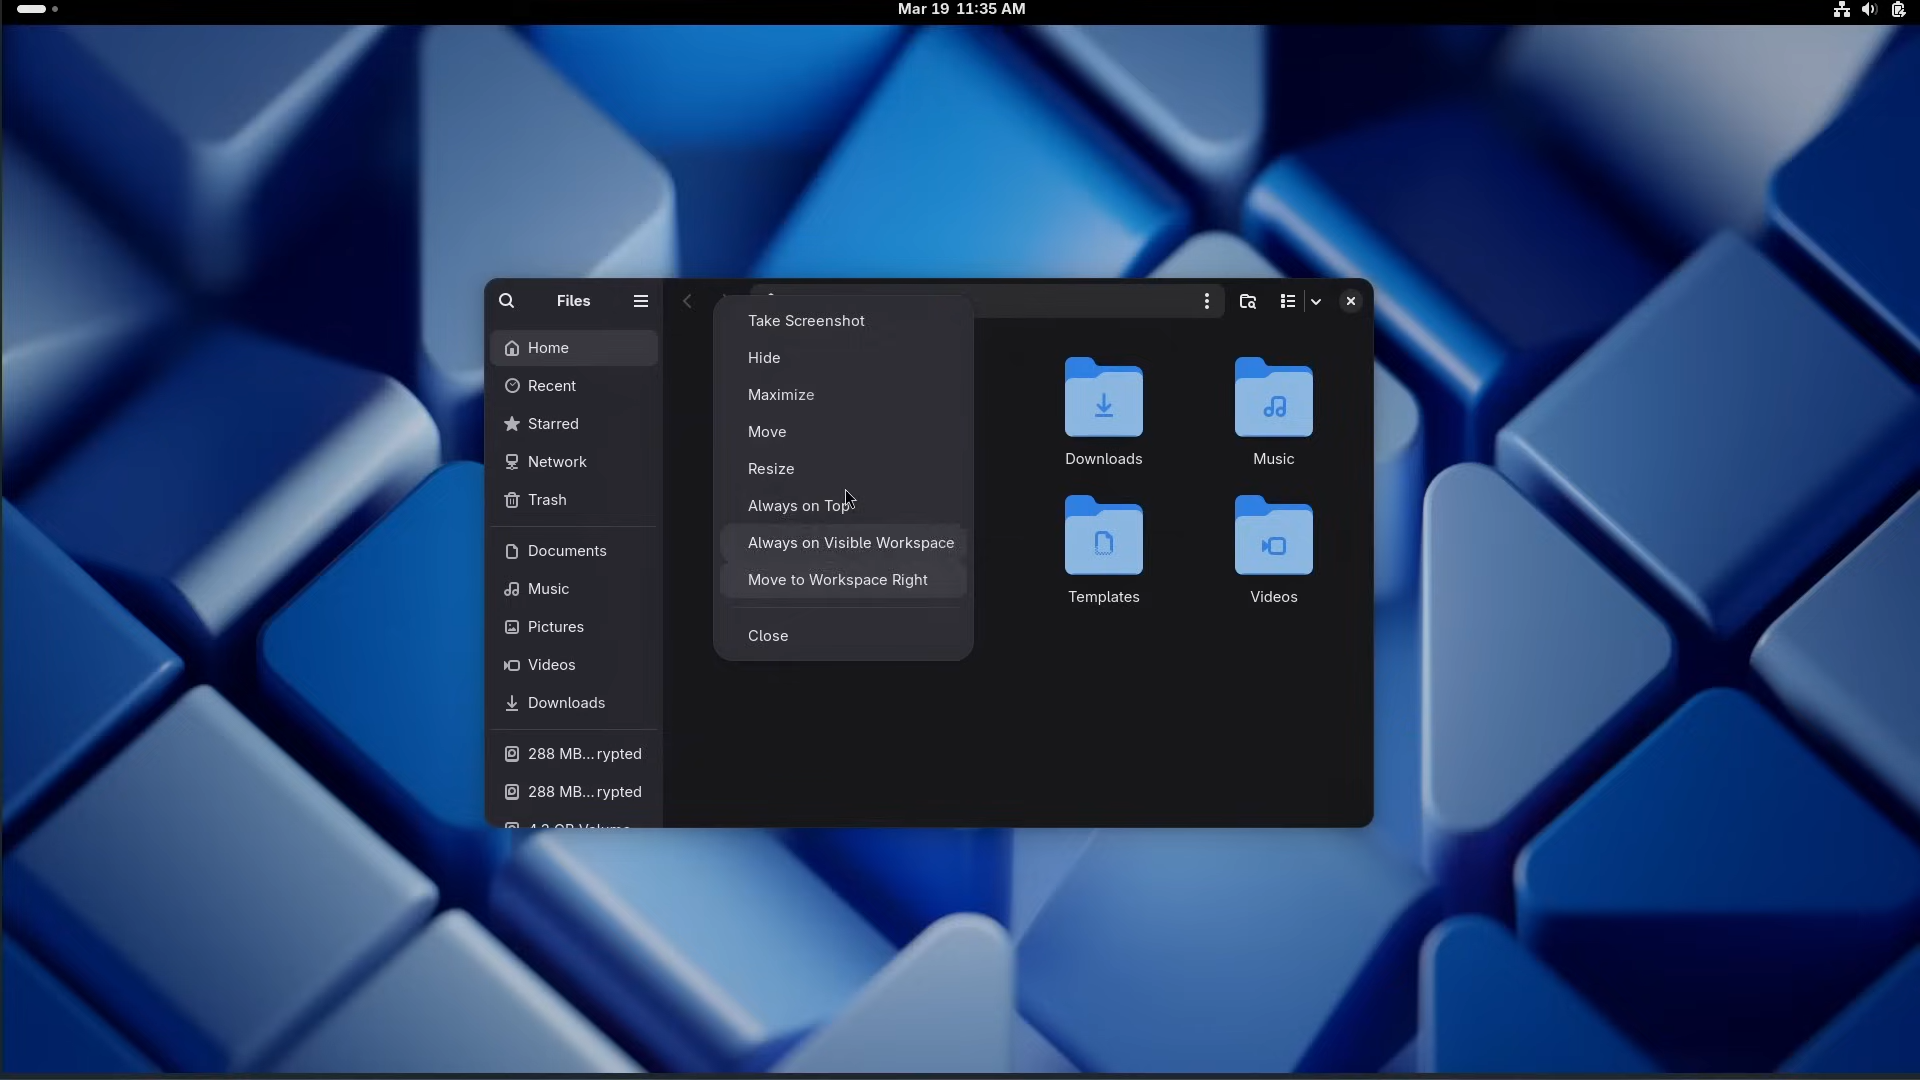 Mar 19 11:35 AM
Files
Home
Recent
Starred
Network
Trash
Documents
Music
Pictures
Videos
Downloads
288 MB...rypted
288 MB...rypted
Take Screenshot
Hide
Maximize
Move
Resize
Always on Top
Always on Visible Workspace
Move to Workspace Right
Close
Downloads
Music
Templates
Videos